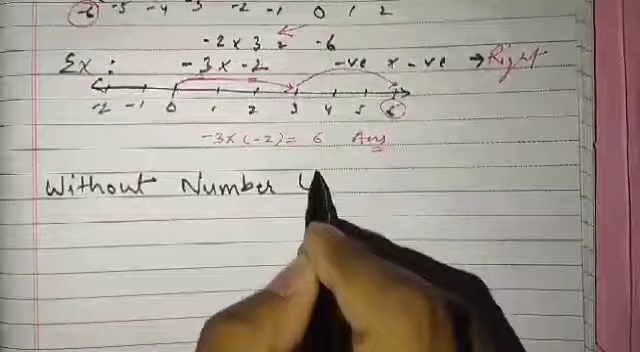 -6 -5 -4 -3 -2 -1 0 1 2
-2 x 3 = -6
Ex : -3 x -2 -ve x -ve → Right
-2 -1 0 1 2 3 4 5 6
-3 x (-2) = 6 Ans
Without Number